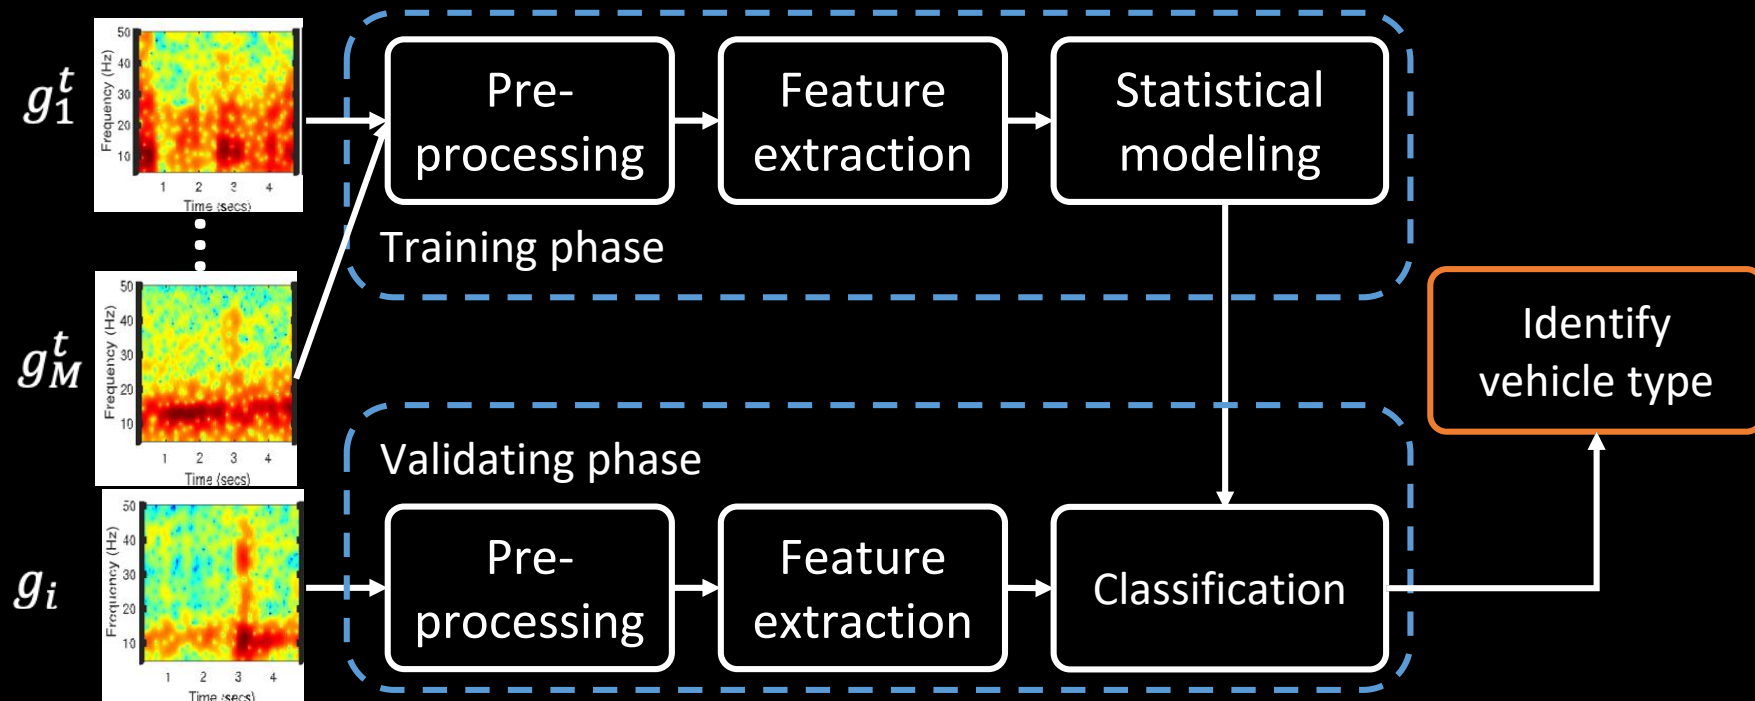 g_1^t
Frequency (Hz)
50
40
30
20
10
1 2 3 4
Time (secs)
Pre-
processing
Feature
extraction
Statistical
modeling
Training phase
g_M^t
Frequency (Hz)
50
40
30
20
10
1 2 3 4
Time (secs)
Identify
vehicle type
Validating phase
g_i
Frequency (Hz)
50
40
30
20
10
1 2 3 4
Time (secs)
Pre-
processing
Feature
extraction
Classification